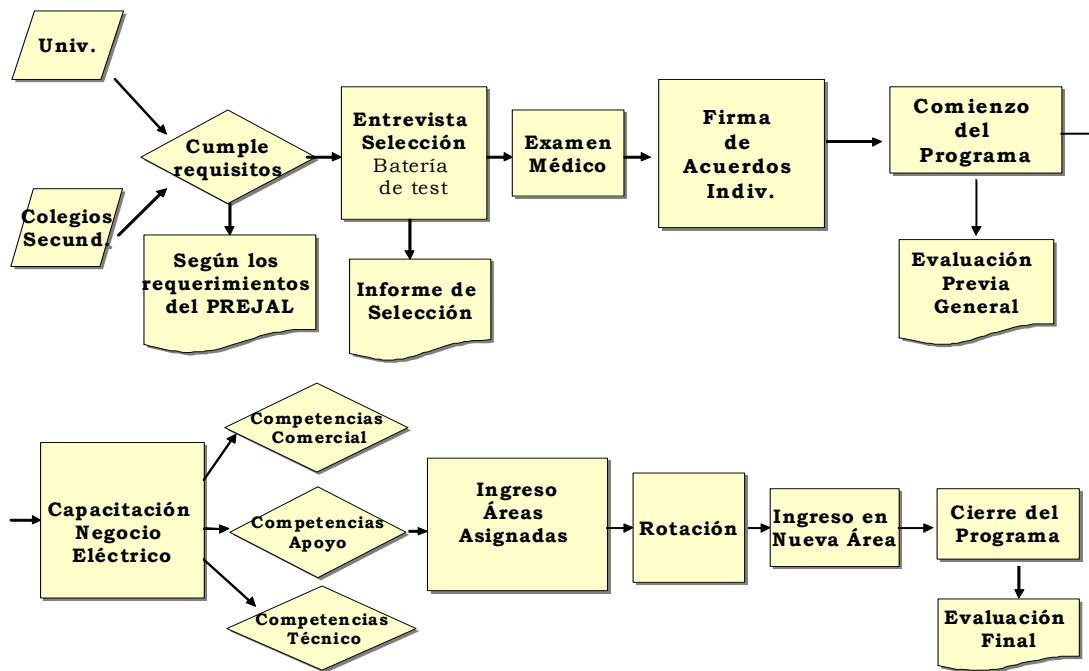 Univ.
Colegios
Secund.
Cumple
requisitos
Según los
requerimientos
del PREJAL
Entrevista
Selección
Batería
de test
Informe de
Selección
Examen
Médico
Firma
de
Acuerdos
Indiv.
Comienzo
del
Programa
Evaluación
Previa
General
Capacitación
Negocio
Eléctrico
Competencias
Comercial
Competencias
Apoyo
Competencias
Técnico
Ingreso
Áreas
Asignadas
Rotación
Ingreso en
Nueva Área
Cierre del
Programa
Evaluación
Final